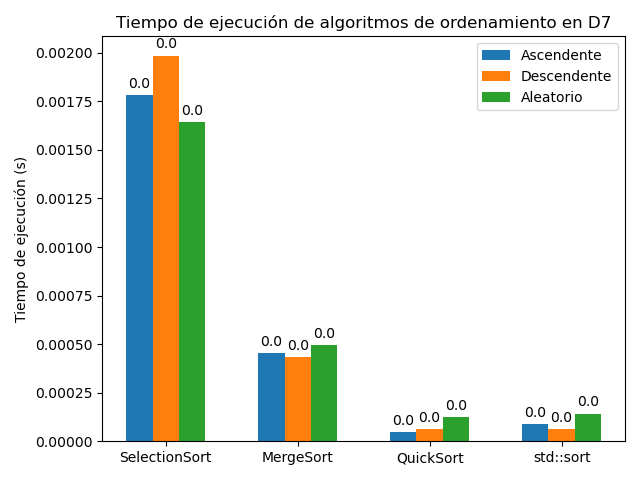 Tiempo de ejecución de algoritmos de ordenamiento en D7
Tiempo de ejecución (s)
0.00200
0.00175
0.00150
0.00125
0.00100
0.00075
0.00050
0.00025
0.00000
0.0
0.0
0.0
0.0
0.0
0.0
0.0
0.0
0.0
0.0
0.0
0.0
Ascendente
Descendente
Aleatorio
SelectionSort
MergeSort
QuickSort
std::sort